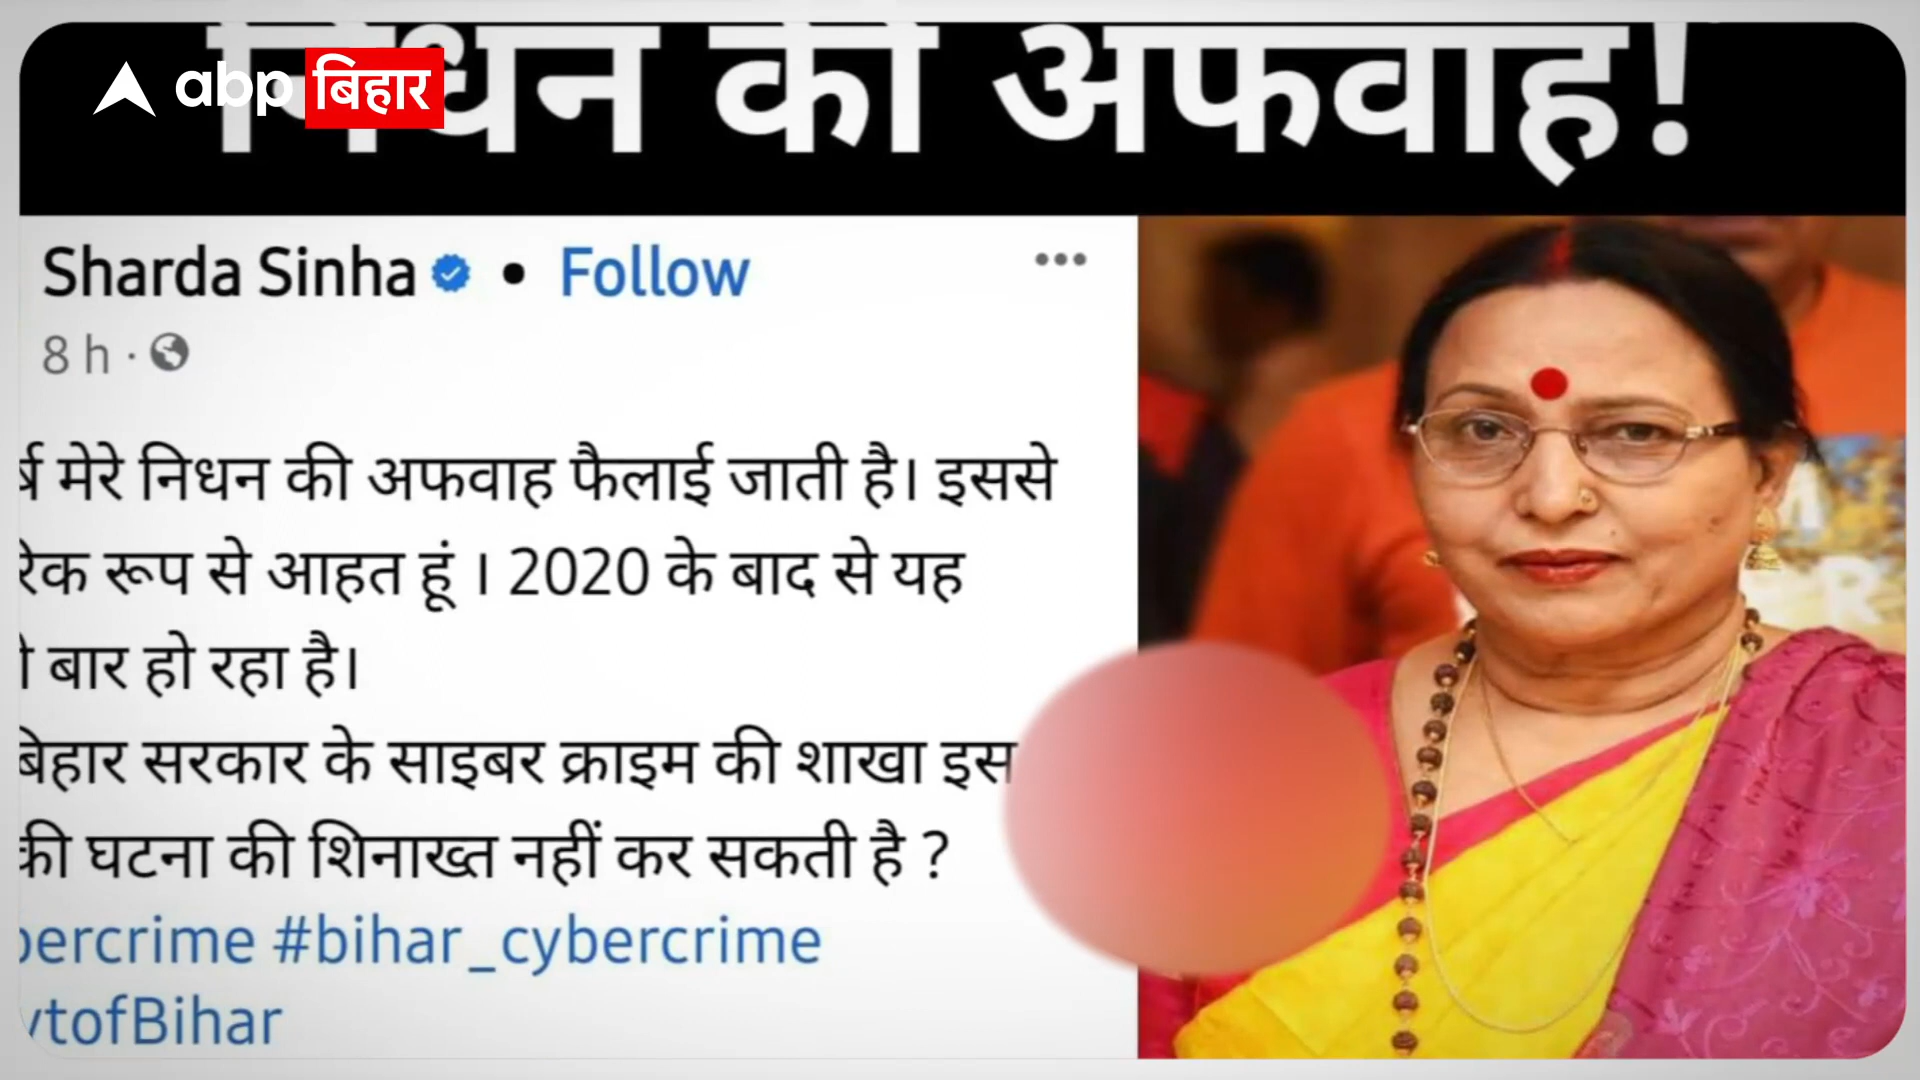 abp बिहार
निधन की अफवाह!
Sharda Sinha • Follow
8 h ·
मेरे निधन की अफवाह फैलाई जाती है। इससे
रूप से आहत हूं । 2020 के बाद से यह
बार हो रहा है।
बिहार सरकार के साइबर क्राइम की शाखा इस
की घटना की शिनाख्त नहीं कर सकती है ?
#bihar_cybercrime